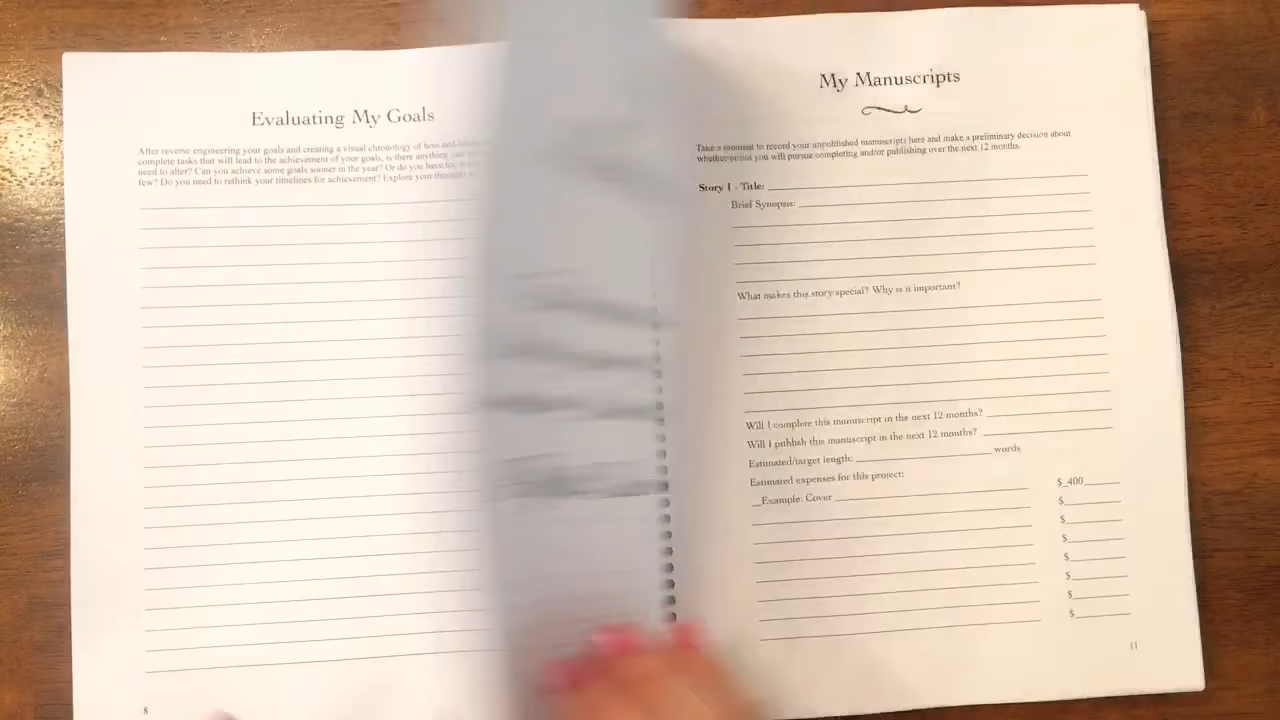 Evaluating My Goals
After reverse engineering your goals and creating a visual chronology of how and
complete tasks that will lead to the achievement of your goals, is there anything
need to alter? Can you achieve some goals sooner in the year? Or do you have too
few? Do you need to rethink your timelines for achievement? Explore your thoughts
8
My Manuscripts
Take a moment to record your unpublished manuscripts here and make a preliminary decision about
whether or not you will pursue completing and/or publishing over the next 12 months.
Story 1 - Title:
Brief Synopsis:
What makes this story special? Why is it important?
Will I complete this manuscript in the next 12 months?
Will I publish this manuscript in the next 12 months?
Estimated/target length: words
Estimated expenses for this project:
_Example: Cover $_400
$
$
$
$
$
$
$
11